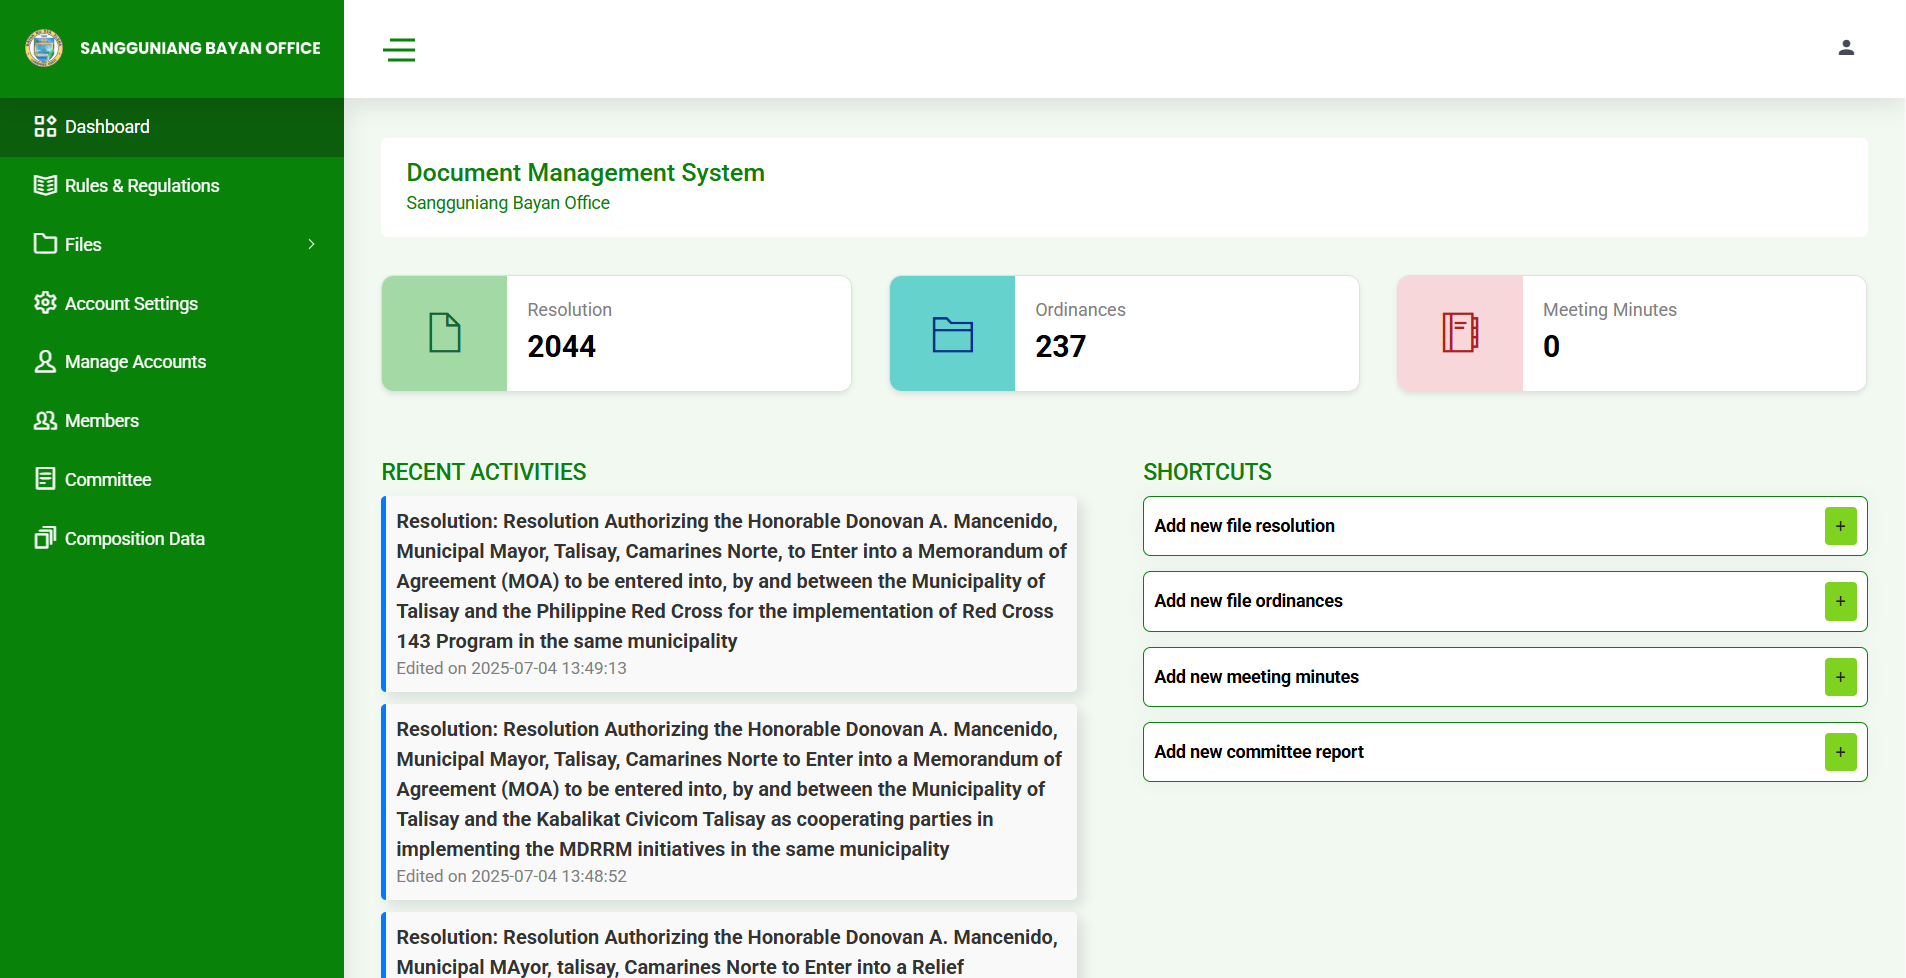 SANGGUNIANG BAYAN OFFICE
Dashboard
Rules & Regulations
Files
Account Settings
Manage Accounts
Members
Committee
Composition Data
Document Management System
Sangguniang Bayan Office
Resolution
2044
Ordinances
237
Meeting Minutes
0
RECENT ACTIVITIES
Resolution: Resolution Authorizing the Honorable Donovan A. Mancenido,
Municipal Mayor, Talisay, Camarines Norte, to Enter into a Memorandum of
Agreement (MOA) to be entered into, by and between the Municipality of
Talisay and the Philippine Red Cross for the implementation of Red Cross
143 Program in the same municipality
Edited on 2025-07-04 13:49:13
Resolution: Resolution Authorizing the Honorable Donovan A. Mancenido,
Municipal Mayor, Talisay, Camarines Norte to Enter into a Memorandum of
Agreement (MOA) to be entered into, by and between the Municipality of
Talisay and the Kabalikat Civicom Talisay as cooperating parties in
implementing the MDRRM initiatives in the same municipality
Edited on 2025-07-04 13:48:52
Resolution: Resolution Authorizing the Honorable Donovan A. Mancenido,
Municipal MAyor, talisay, Camarines Norte to Enter into a Relief
SHORTCUTS
Add new file resolution
+
Add new file ordinances
+
Add new meeting minutes
+
Add new committee report
+